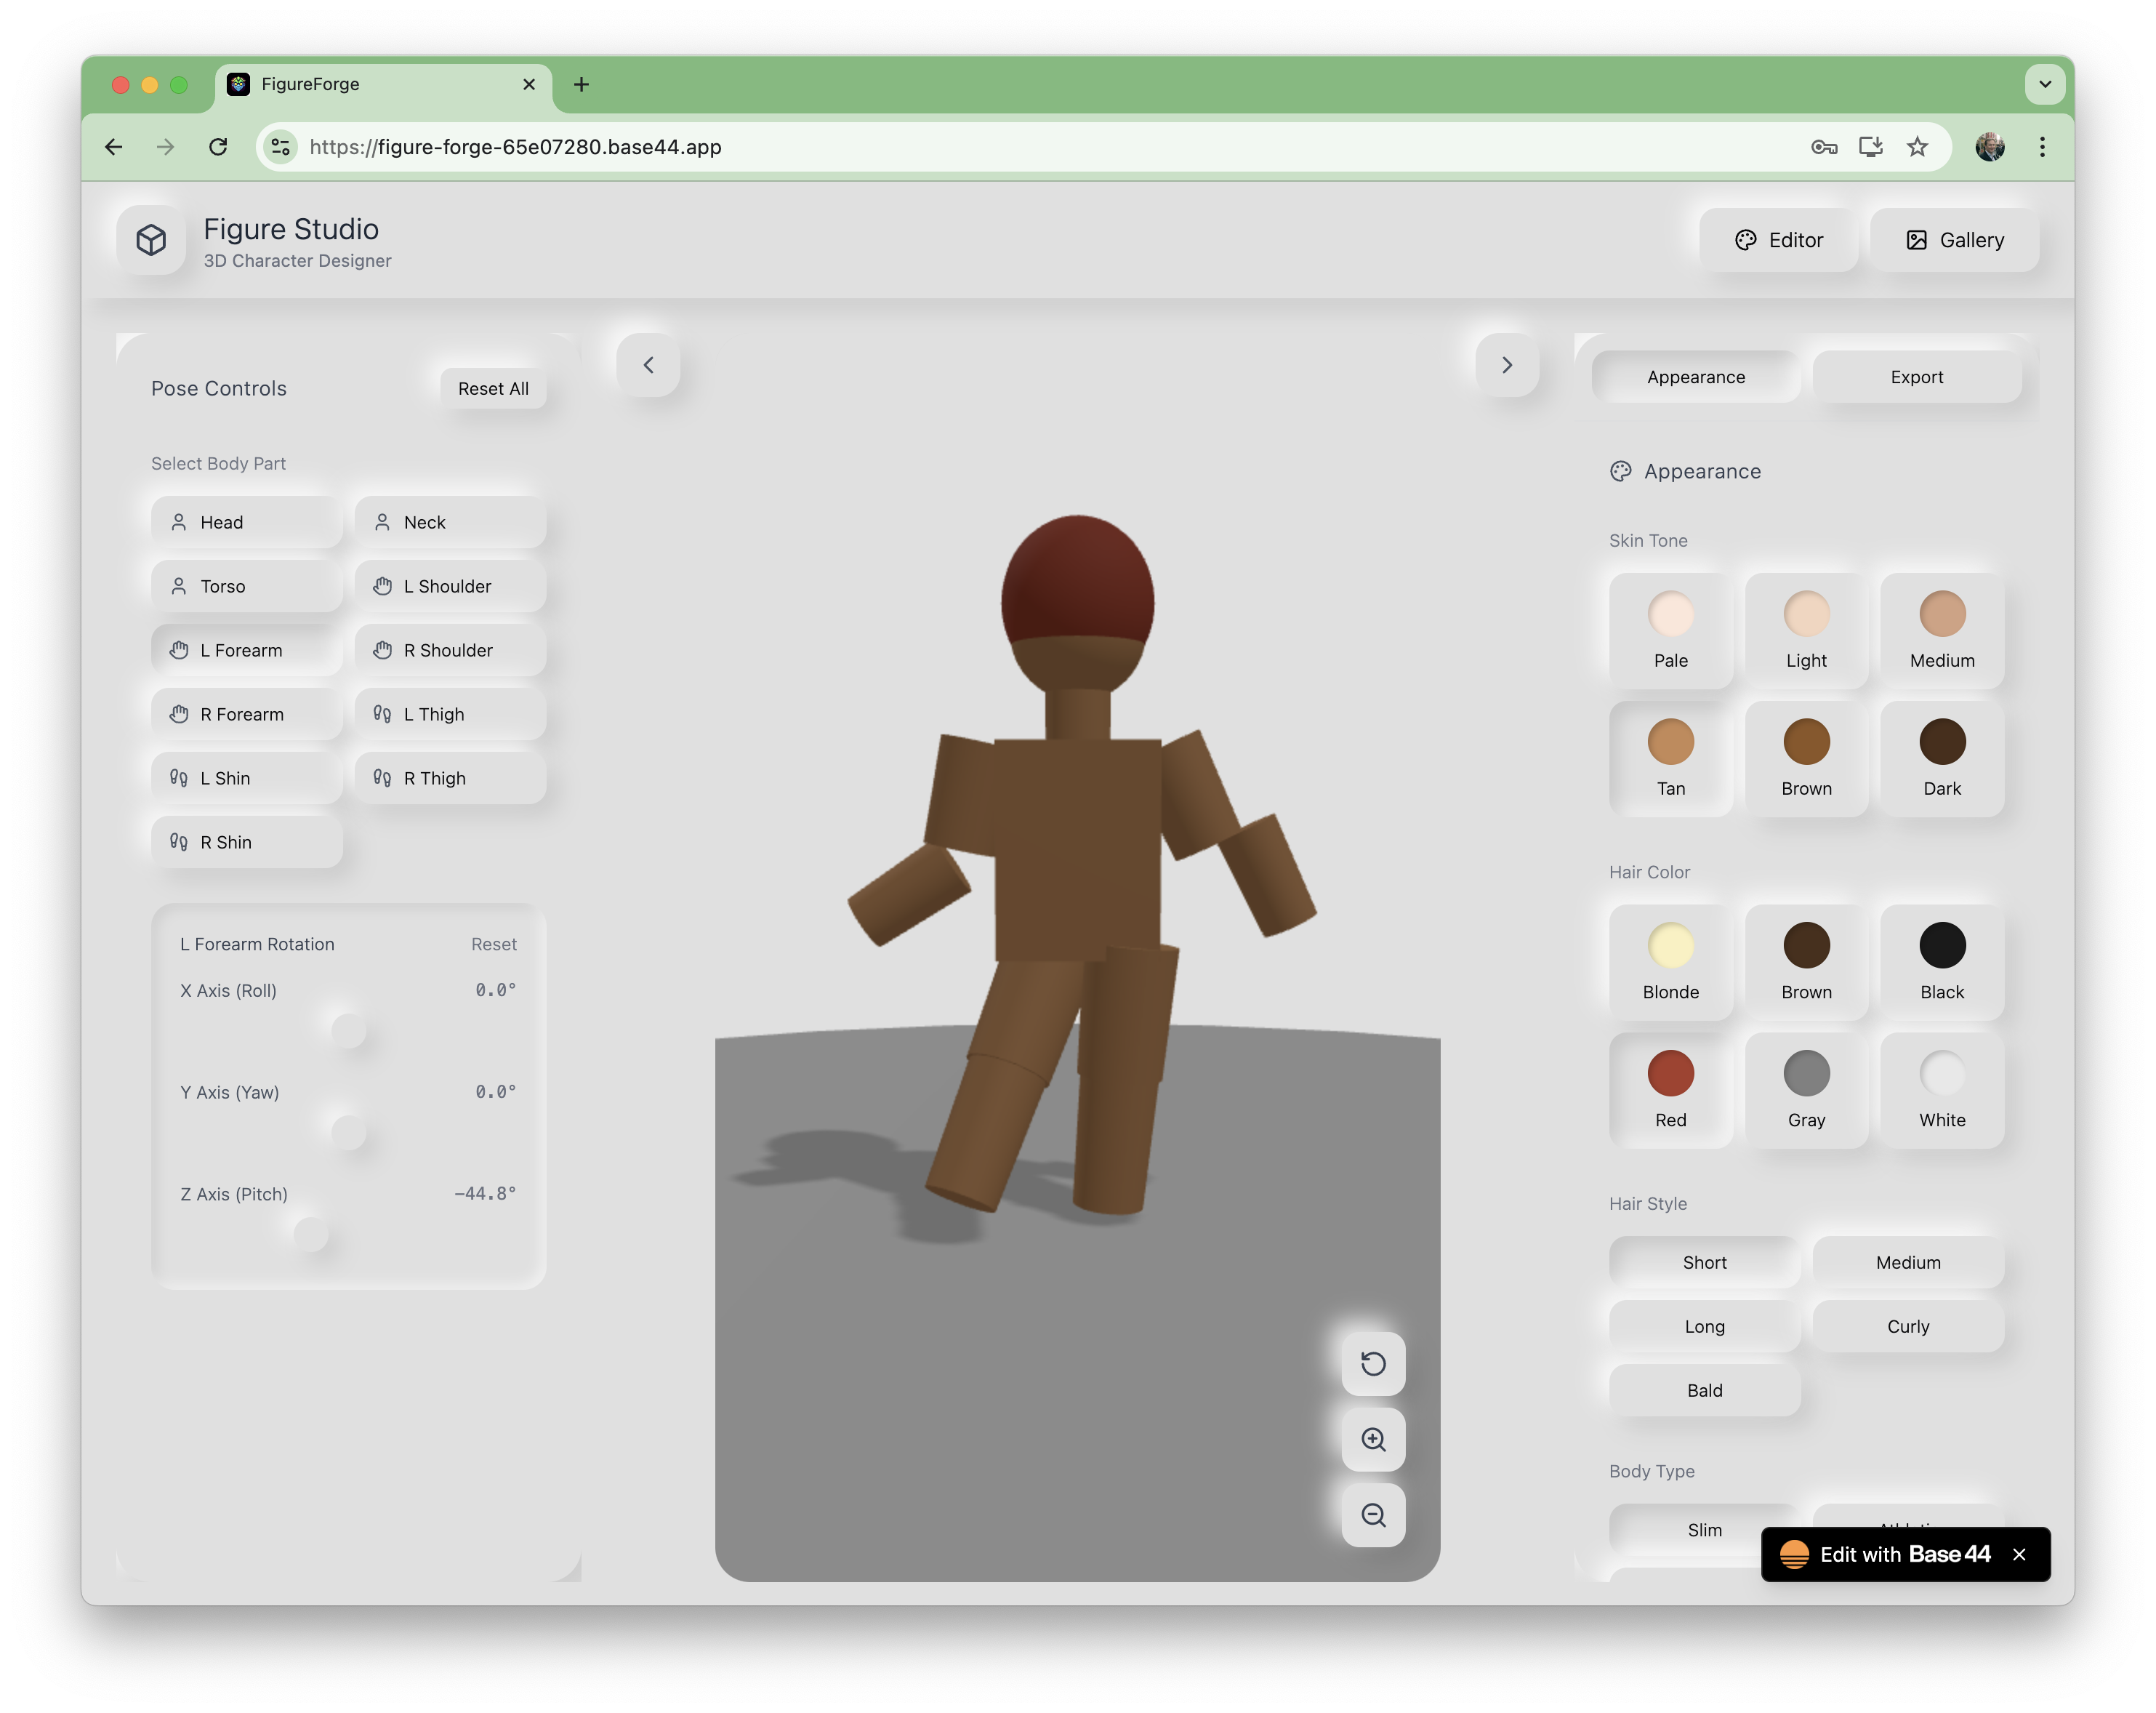 FigureForge
https://figure-forge-65e07280.base44.app
Figure Studio
3D Character Designer
Editor
Gallery
Pose Controls
Reset All
Select Body Part
Head
Neck
Torso
L Shoulder
L Forearm
R Shoulder
R Forearm
L Thigh
L Shin
R Thigh
R Shin
L Forearm Rotation
Reset
X Axis (Roll)
0.0°
Y Axis (Yaw)
0.0°
Z Axis (Pitch)
-44.8°
Appearance
Export
Appearance
Skin Tone
Pale
Light
Medium
Tan
Brown
Dark
Hair Color
Blonde
Brown
Black
Red
Gray
White
Hair Style
Short
Medium
Long
Curly
Bald
Body Type
Slim
Edit with Base44